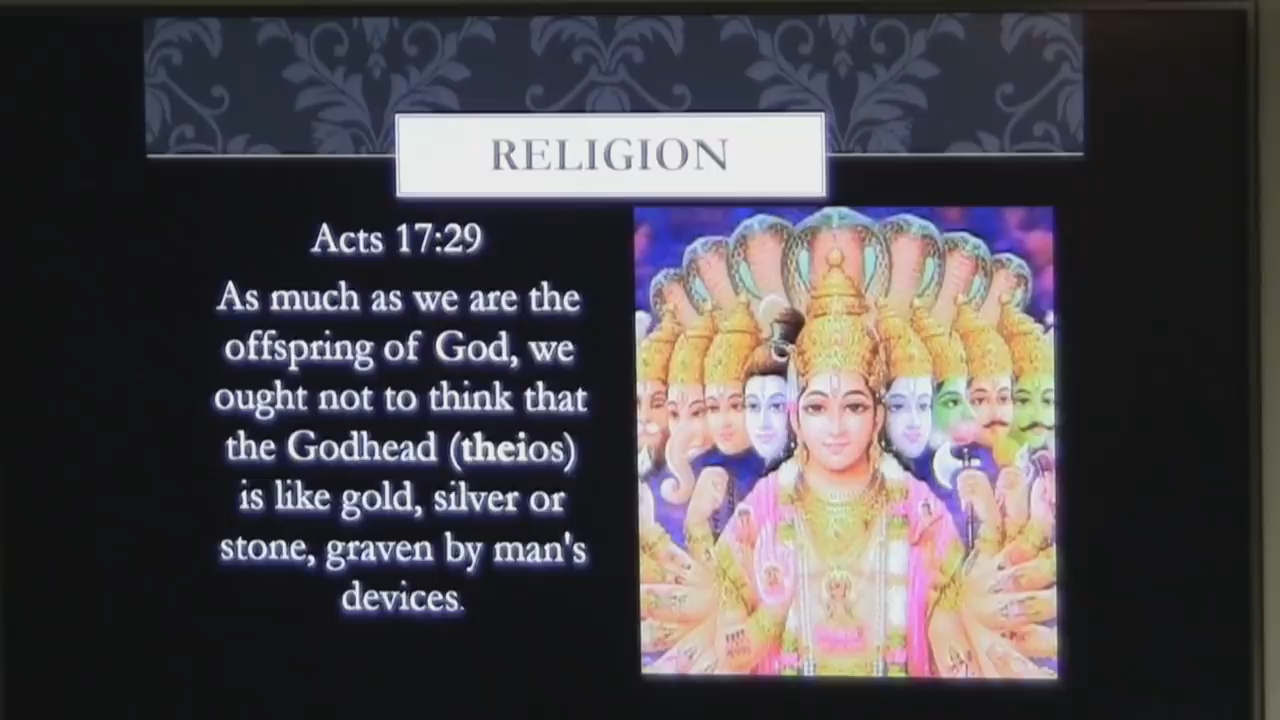 RELIGION
Acts 17:29
As much as we are the
offspring of God, we
ought not to think that
the Godhead (theios)
is like gold, silver or
stone, graven by man's
devices.